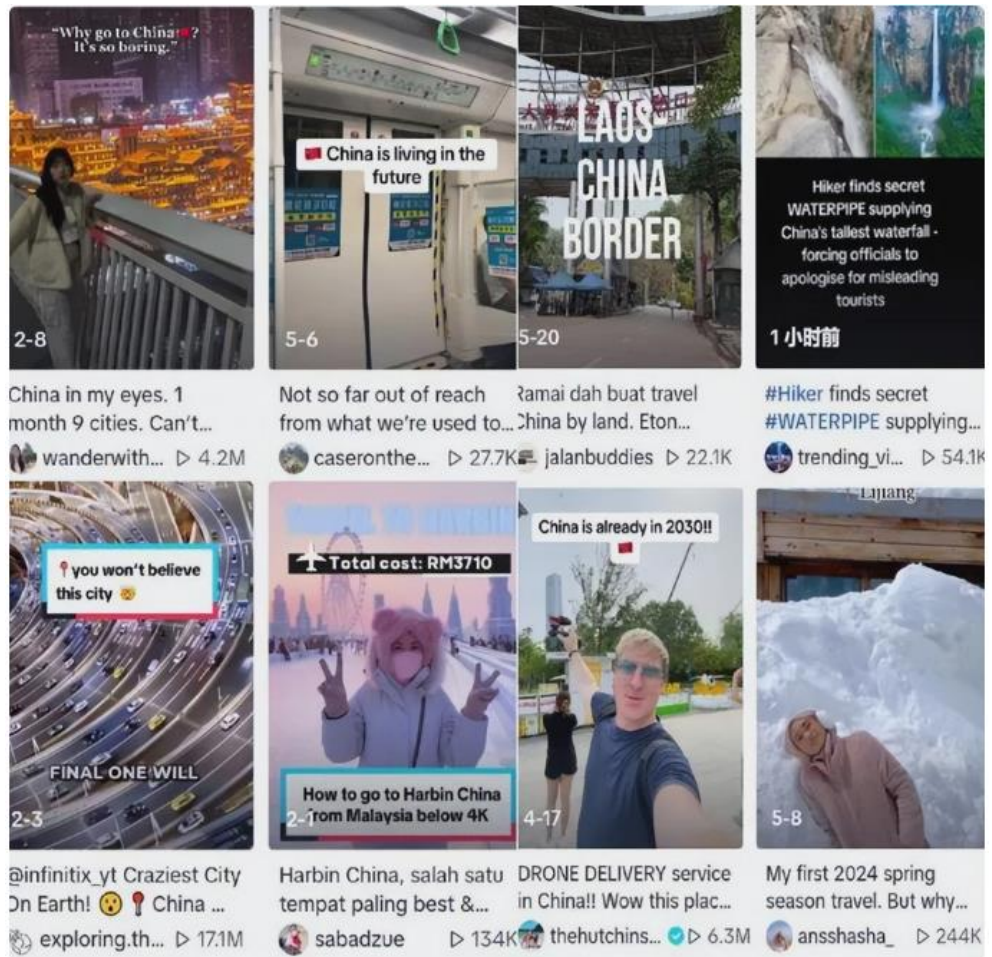 "Why go to China ?
It's so boring."
2-8
China in my eyes. 1
month 9 cities. Can't...
wanderwith... 4.2M
China is living in the
future
5-6
Not so far out of reach
from what we're used to...
caseronthe... 27.7K
LAOS
CHINA
BORDER
5-20
Ramai dah buat travel
China by land. Eton...
jalanbuddies 22.1K
Hiker finds secret
WATERPIPE supplying
China's tallest waterfall -
forcing officials to
apologise for misleading
tourists
1小时前
#Hiker finds secret
#WATERPIPE supplying...
trending_vi... 54.1K
you won't believe
this city
FINAL ONE WILL
2-3
@infinitix_yt Craziest City
On Earth! China ...
exploring.th... 17.1M
Total cost: RM3710
How to go to Harbin China
from Malaysia below 4K
2-1
Harbin China, salah satu
tempat paling best &...
sabadzue 134K
China is already in 2030!!
4-17
DRONE DELIVERY service
in China!! Wow this plac...
thehutchins... 6.3M
Lijiang
5-8
My first 2024 spring
season travel. But why...
ansshasha_ 244K